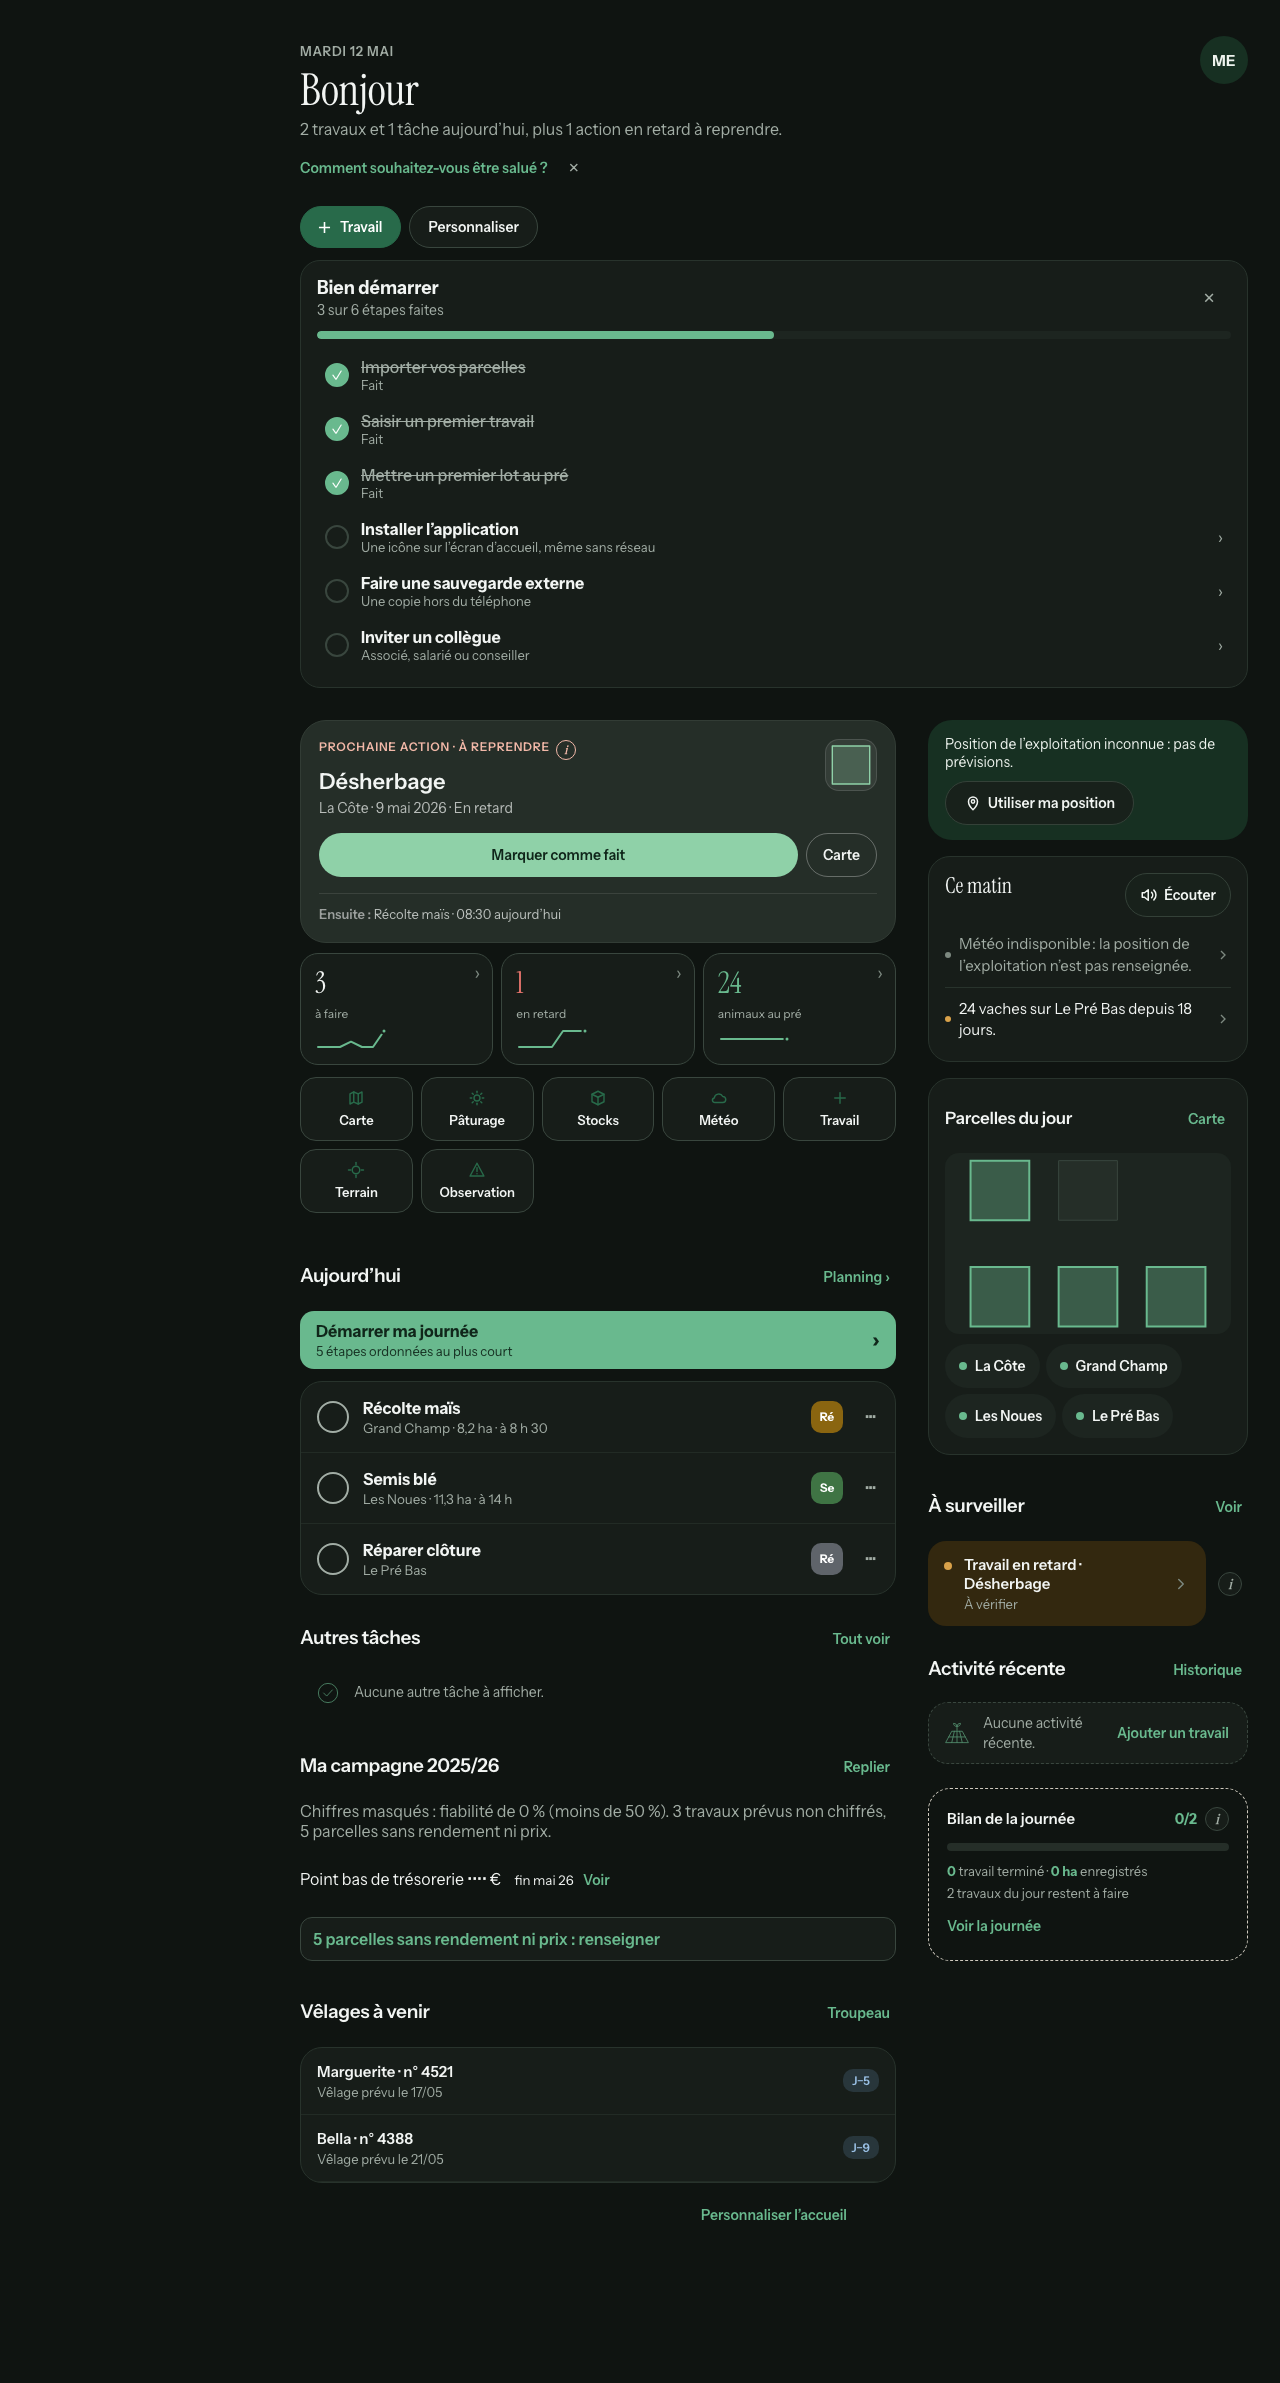 MARDI 12 MAI
ME
Bonjour
2 travaux et 1 tâche aujourd’hui, plus 1 action en retard à reprendre.
Comment souhaitez-vous être salué ? ×
+ Travail
Personnaliser
Bien démarrer
×
3 sur 6 étapes faites
Importer vos parcelles
Fait
Saisir un premier travail
Fait
Mettre un premier lot au pré
Fait
Installer l’application
Une icône sur l’écran d’accueil, même sans réseau
›
Faire une sauvegarde externe
Une copie hors du téléphone
›
Inviter un collègue
Associé, salarié ou conseiller
›
PROCHAINE ACTION · À REPRENDRE i
Désherbage
La Côte · 9 mai 2026 · En retard
Marquer comme fait
Carte
Ensuite : Récolte maïs · 08:30 aujourd’hui
3 ›
à faire
1 ›
en retard
24 ›
animaux au pré
Carte
Pâturage
Stocks
Météo
Travail
Terrain
Observation
Aujourd’hui
Planning ›
Démarrer ma journée
5 étapes ordonnées au plus court
›
Récolte maïs
Grand Champ · 8,2 ha · à 8 h 30
Ré
···
Semis blé
Les Noues · 11,3 ha · à 14 h
Se
···
Réparer clôture
Le Pré Bas
Ré
···
Autres tâches
Tout voir
Aucune autre tâche à afficher.
Ma campagne 2025/26
Replier
Chiffres masqués : fiabilité de 0 % (moins de 50 %). 3 travaux prévus non chiffrés,
5 parcelles sans rendement ni prix.
Point bas de trésorerie ···· € fin mai 26 Voir
5 parcelles sans rendement ni prix : renseigner
Vêlages à venir
Troupeau
Marguerite · n° 4521
Vêlage prévu le 17/05
J−5
Bella · n° 4388
Vêlage prévu le 21/05
J−9
Personnaliser l’accueil
Position de l’exploitation inconnue : pas de
prévisions.
Utiliser ma position
Ce matin
Écouter
Météo indisponible : la position de
l’exploitation n’est pas renseignée.
24 vaches sur Le Pré Bas depuis 18
jours.
Parcelles du jour
Carte
La Côte
Grand Champ
Les Noues
Le Pré Bas
À surveiller
Voir
Travail en retard ·
Désherbage
À vérifier
i
Activité récente
Historique
Aucune activité
récente.
Ajouter un travail
Bilan de la journée
0/2 i
0 travail terminé · 0 ha enregistrés
2 travaux du jour restent à faire
Voir la journée